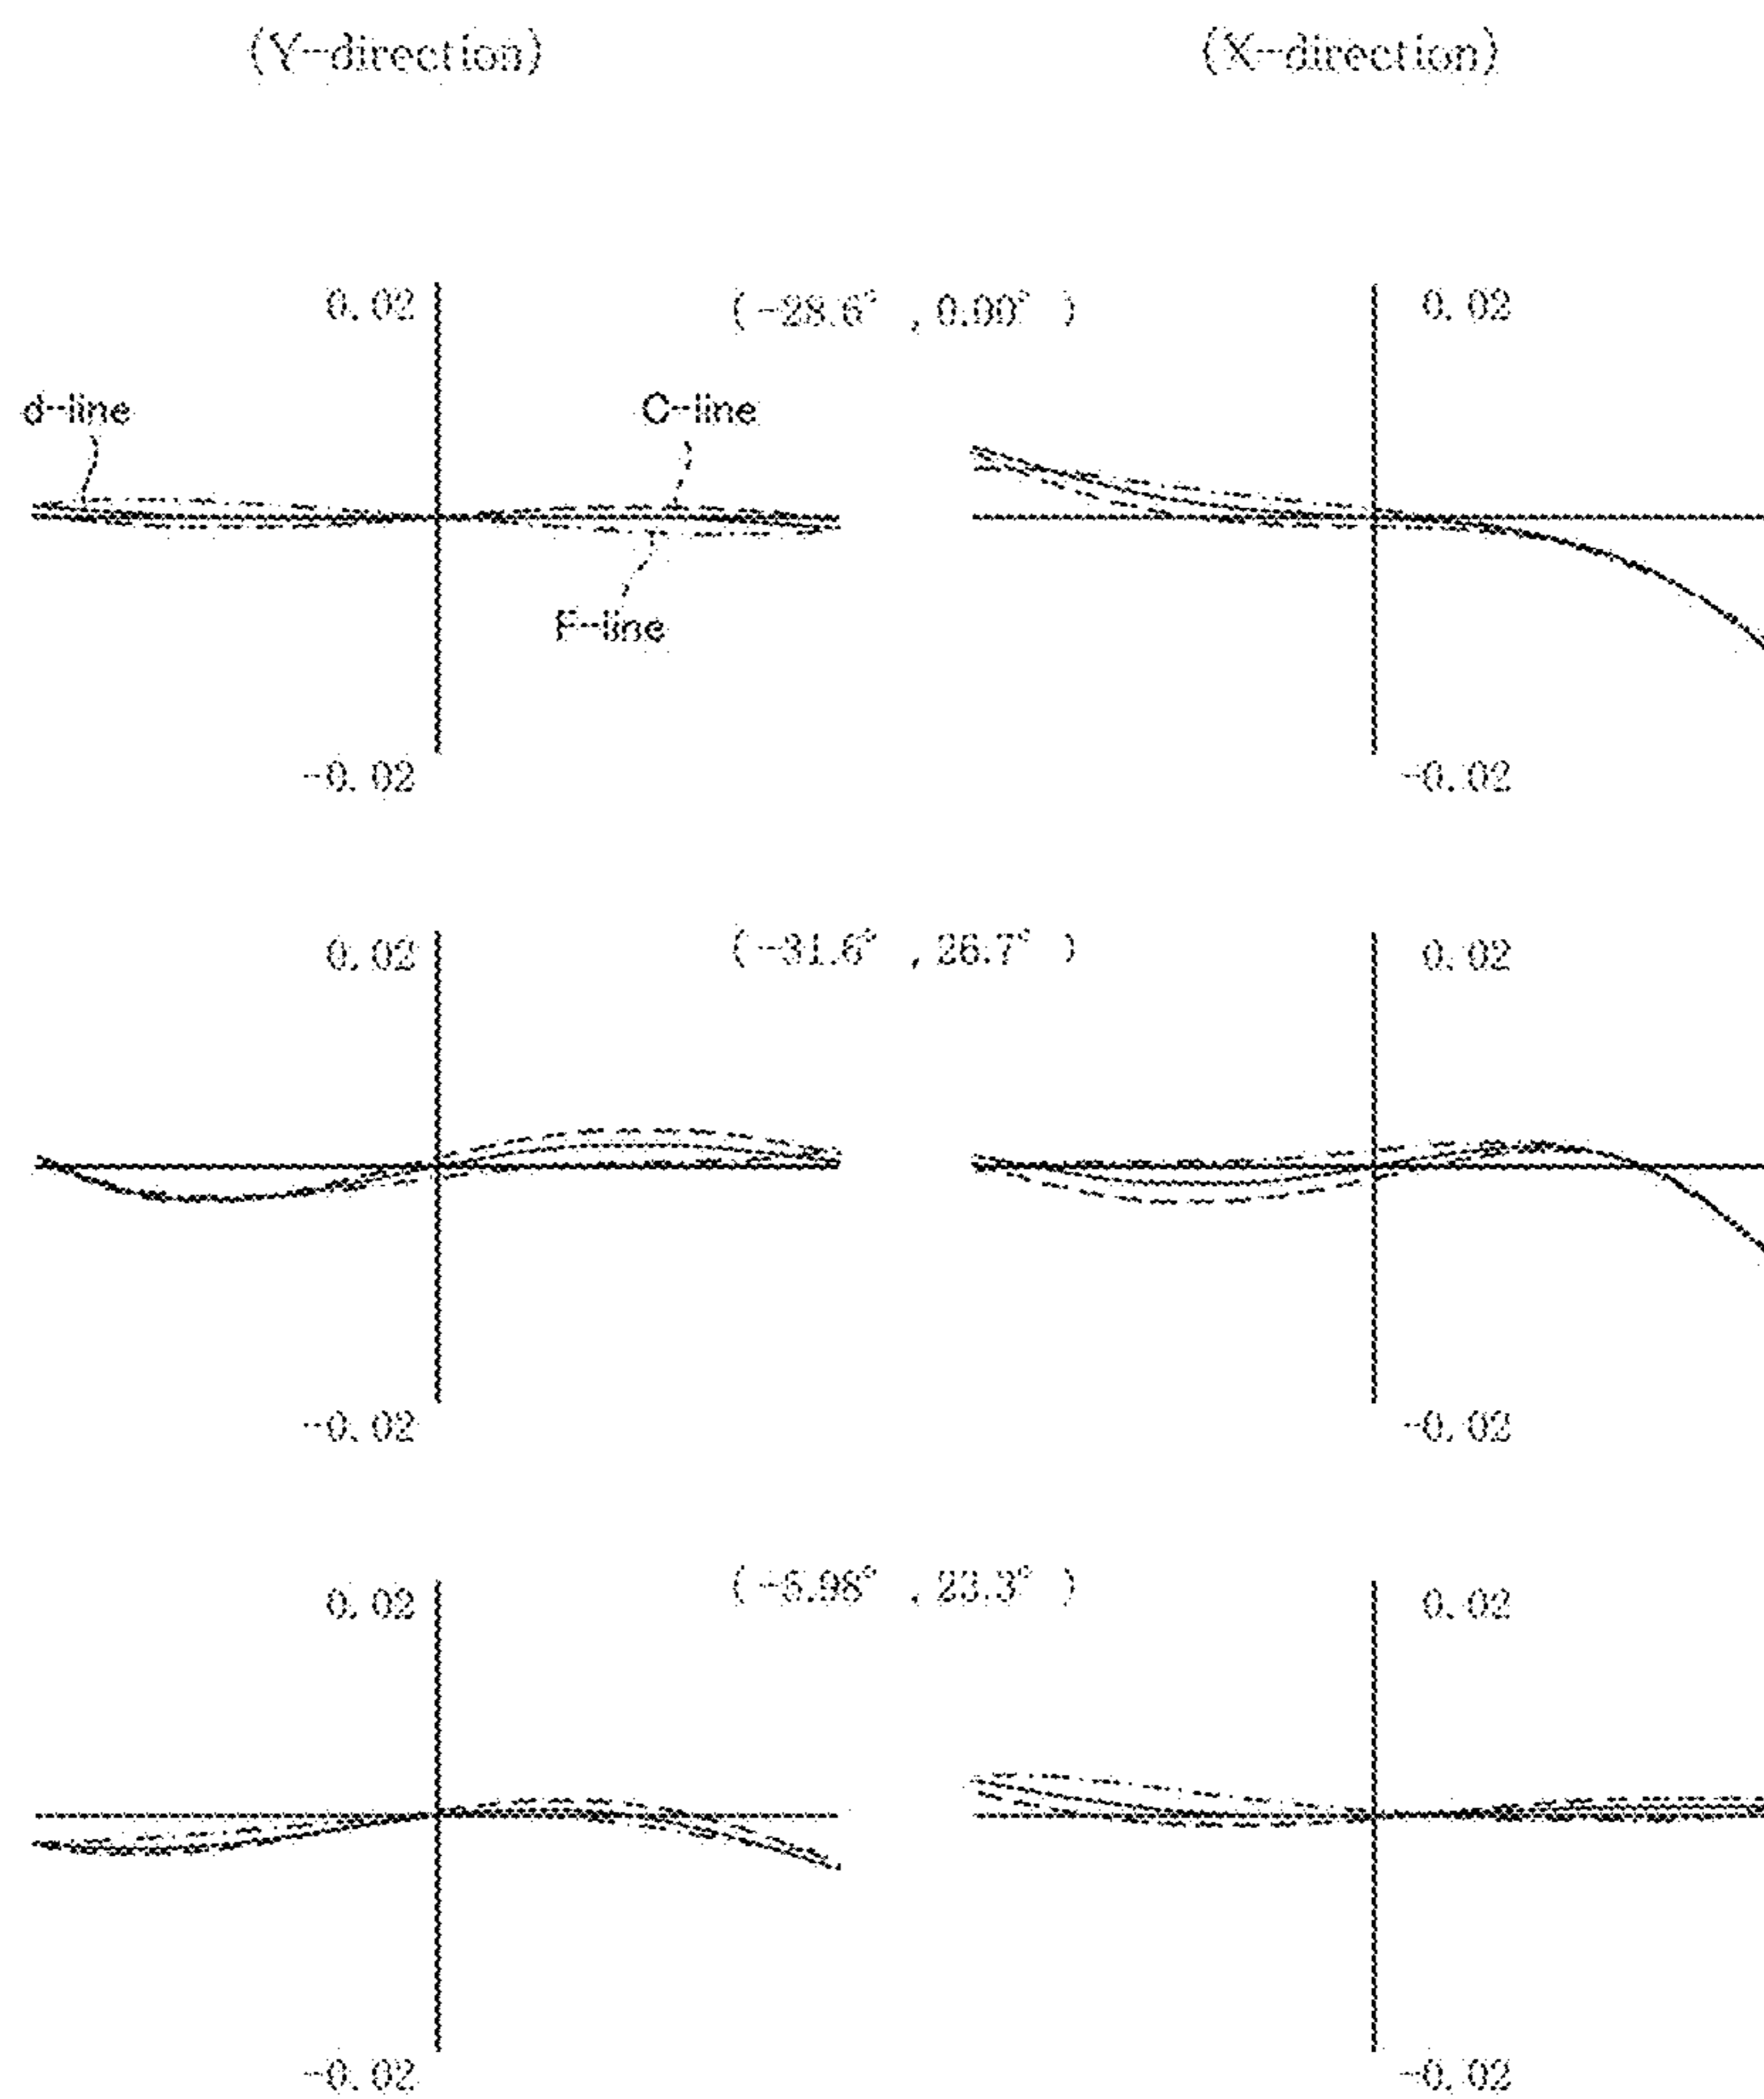 (Y-direction) (X-direction)
0.02 (-28.6° , 0.00° ) 0.02
d-line C-line
F-line
-0.02 -0.02
0.02 (-31.6° , 26.7° ) 0.02
-0.02 -0.02
0.02 (-5.98° , 23.3° ) 0.02
-0.02 -0.02